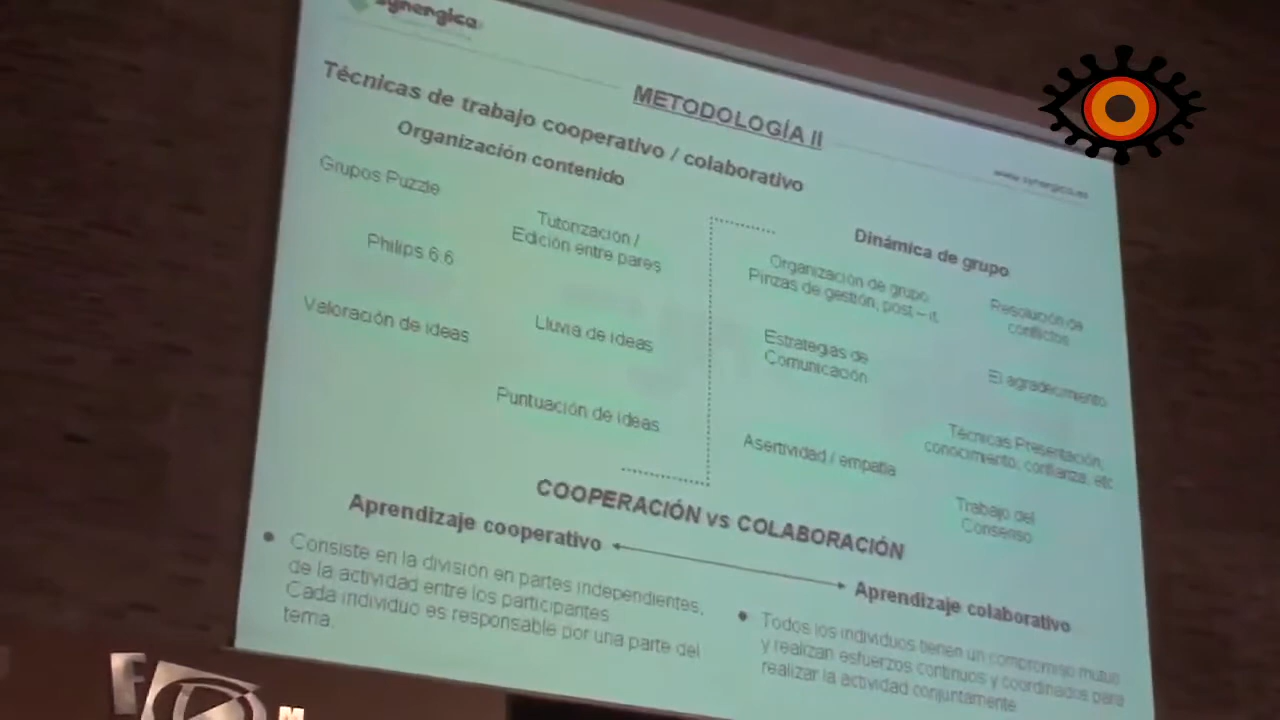 synergica
METODOLOGÍA II
www.synergica.es
Técnicas de trabajo cooperativo / colaborativo
Organización contenido
Grupos Puzzle
Tutorización /
Edición entre pares
Philips 6.6
Valoración de ideas
Lluvia de ideas
Puntuación de ideas
Dinámica de grupo
Organización de grupo
Pinzas de gestión, post – it.
Resolución de
conflictos
Estrategias de
Comunicación
El agradecimiento
Asertividad / empatía
Técnicas Presentación,
conocimiento, confianza, etc
Trabajo del
Consenso
COOPERACIÓN vs COLABORACIÓN
Aprendizaje cooperativo
Aprendizaje colaborativo
• Consiste en la división en partes independientes,
de la actividad entre los participantes
Cada individuo es responsable por una parte del
tema.
• Todos los individuos tienen un compromiso mutuo
y realizan esfuerzos continuos y coordinados para
realizar la actividad conjuntamente
F
M